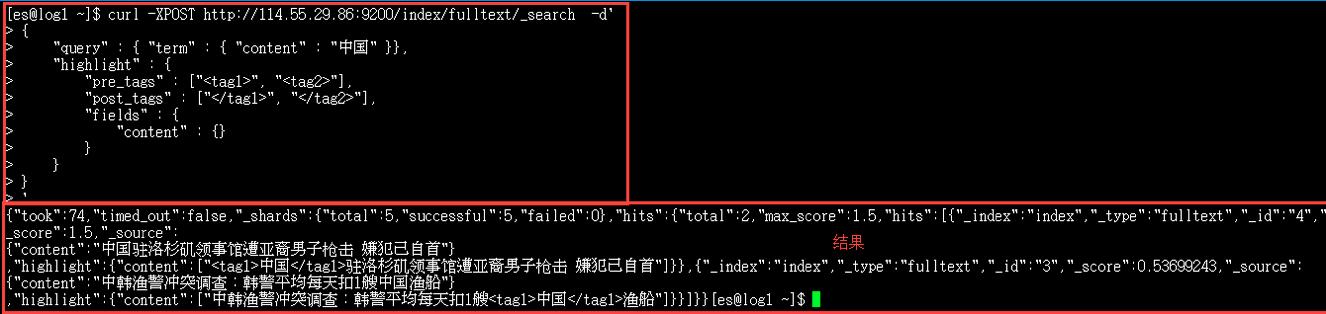 [es@log1 ~]$ curl -XPOST http://114.55.29.86:9200/index/fulltext/_search  -d'
> {
>     "query" : { "term" : { "content" : "中国" }},
>     "highlight" : {
>         "pre_tags" : ["<tag1>", "<tag2>"],
>         "post_tags" : ["</tag1>", "</tag2>"],
>         "fields" : {
>             "content" : {}
>         }
>     }
> }
> '
{"took":74,"timed_out":false,"_shards":{"total":5,"successful":5,"failed":0},"hits":{"total":2,"max_score":1.5,"hits":[{"_index":"index","_type":"fulltext","_id":"4","
_score":1.5,"_source":
结果
{"content":"中国驻洛杉矶领事馆遭亚裔男子枪击 嫌犯已自首"}
,"highlight":{"content":["<tag1>中国</tag1>驻洛杉矶领事馆遭亚裔男子枪击 嫌犯已自首"]}},{"_index":"index","_type":"fulltext","_id":"3","_score":0.53699243,"_source":
{"content":"中韩渔警冲突调查：韩警平均每天扣1艘中国渔船"}
,"highlight":{"content":["中韩渔警冲突调查：韩警平均每天扣1艘<tag1>中国</tag1>渔船"]}}]}}[es@log1 ~]$